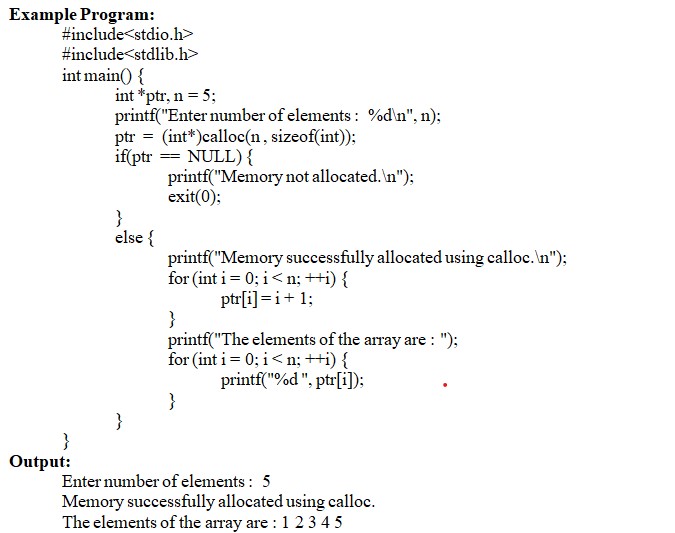 Example Program:
#include<stdio.h>
#include<stdlib.h>
int main() {
int *ptr, n = 5;
printf("Enter number of elements :  %d\n", n);
ptr  =  (int*)calloc(n , sizeof(int));
if(ptr  ==  NULL) {
printf("Memory not allocated.\n");
exit(0);
}
else {
printf("Memory successfully allocated using calloc.\n");
for (int i = 0; i < n; ++i) {
ptr[i] = i + 1;
}
printf("The elements of the array are : ");
for (int i = 0; i < n; ++i) {
printf("%d ", ptr[i]);
}
}
}
Output:
Enter number of elements :  5
Memory successfully allocated using calloc.
The elements of the array are : 1 2 3 4 5